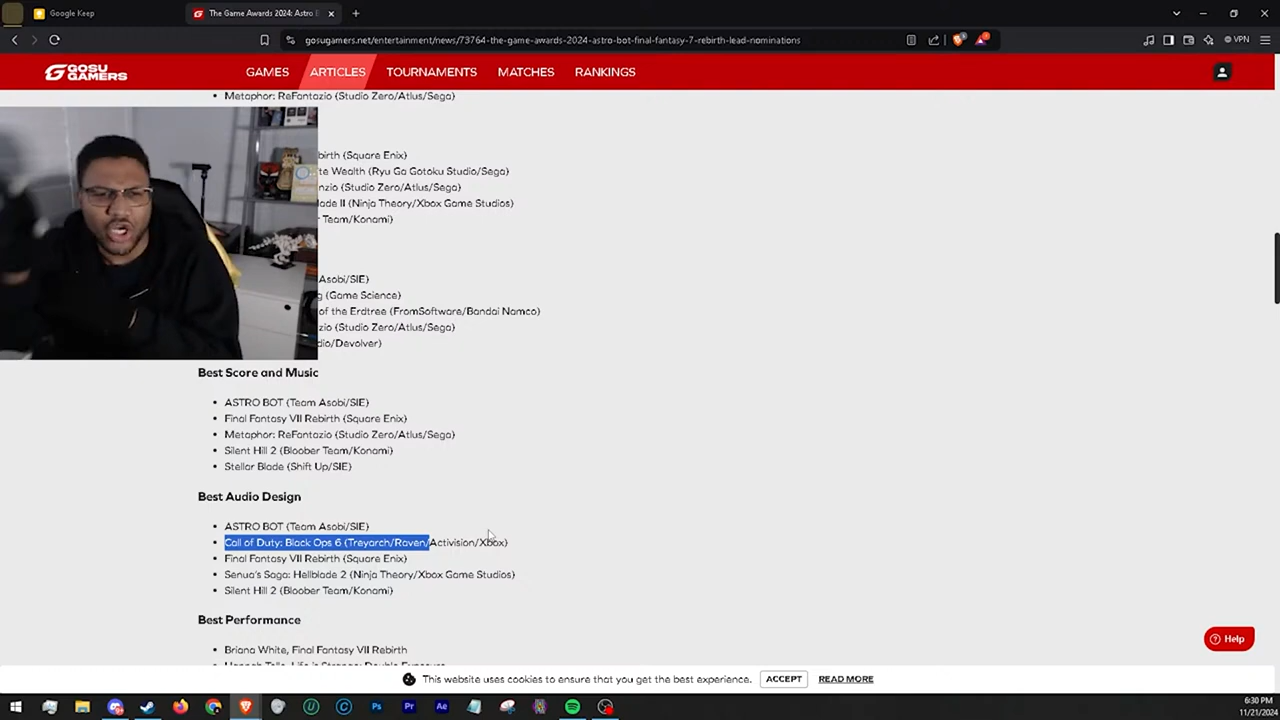 Google Keep
The Game Awards 2024: Astro B
gosugamers.net/entertainment/news/73764-the-game-awards-2024-astro-bot-final-fantasy-7-rebirth-lead-nominations
VPN
GOSU GAMERS
GAMES ARTICLES TOURNAMENTS MATCHES RANKINGS
• Metaphor: ReFantazio (Studio Zero/Atlus/Sega)
birth (Square Enix)
te Wealth (Ryu Ga Gotoku Studio/Sega)
nzio (Studio Zero/Atlus/Sega)
lade II (Ninja Theory/Xbox Game Studios)
r Team/Konami)
Asobi/SIE)
g (Game Science)
of the Erdtree (FromSoftware/Bandai Namco)
zio (Studio Zero/Atlus/Sega)
dio/Devolver)
Best Score and Music
• ASTRO BOT (Team Asobi/SIE)
• Final Fantasy VII Rebirth (Square Enix)
• Metaphor: ReFantazio (Studio Zero/Atlus/Sega)
• Silent Hill 2 (Bloober Team/Konami)
• Stellar Blade (Shift Up/SIE)
Best Audio Design
• ASTRO BOT (Team Asobi/SIE)
• Call of Duty: Black Ops 6 (Treyarch/Raven/Activision/Xbox)
• Final Fantasy VII Rebirth (Square Enix)
• Senua's Saga: Hellblade 2 (Ninja Theory/Xbox Game Studios)
• Silent Hill 2 (Bloober Team/Konami)
Best Performance
• Briana White, Final Fantasy VII Rebirth
Help
This website uses cookies to ensure that you get the best experience. ACCEPT READ MORE
6:30 PM
11/21/2024